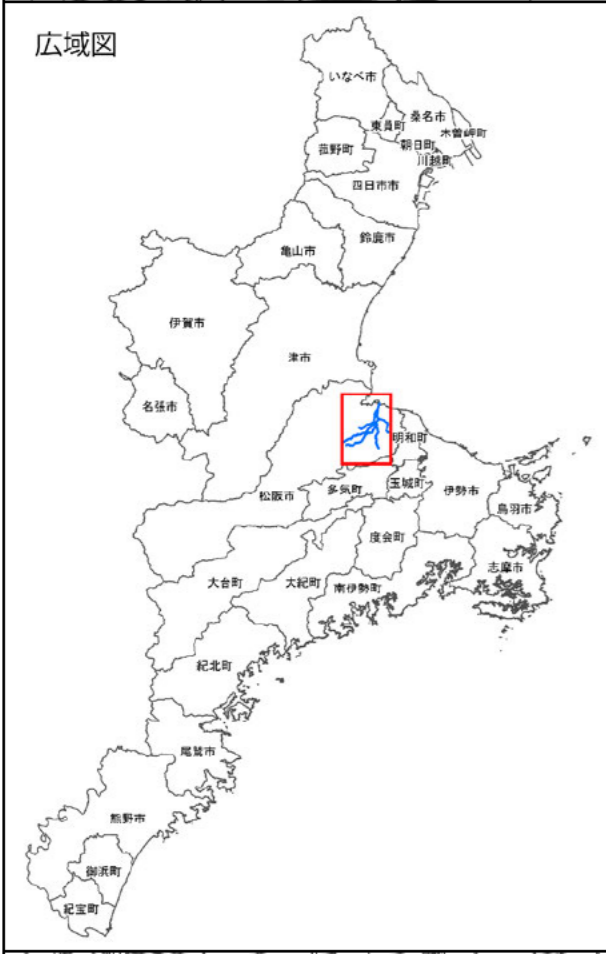 広域図
いなべ市
桑名市
東員町
木曽岬町
朝日町
川越町
菰野町
四日市市
鈴鹿市
亀山市
伊賀市
津市
名張市
明和町
松阪市
多気町
玉城町
伊勢市
鳥羽市
度会町
志摩市
大台町
大紀町
南伊勢町
紀北町
尾鷲市
熊野市
御浜町
紀宝町